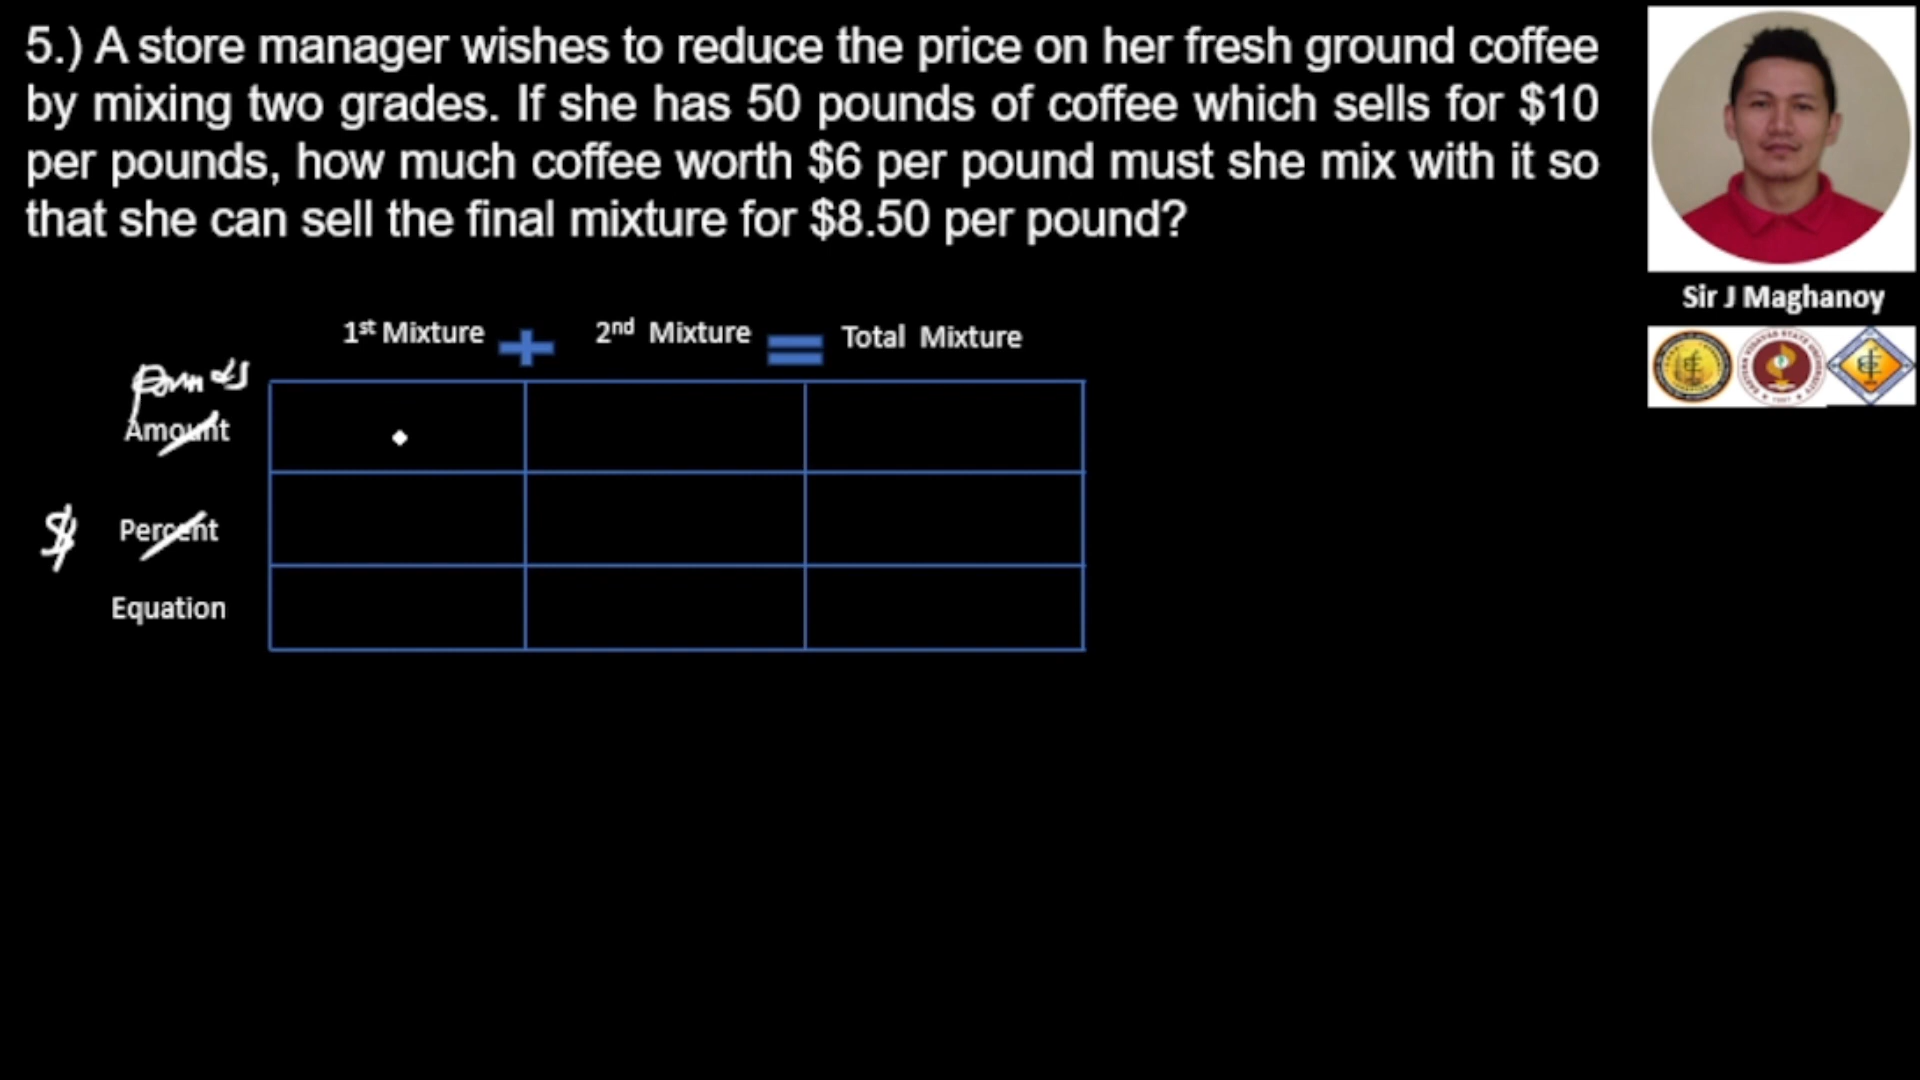 5.) A store manager wishes to reduce the price on her fresh ground coffee
by mixing two grades. If she has 50 pounds of coffee which sells for $10
per pounds, how much coffee worth $6 per pound must she mix with it so
that she can sell the final mixture for $8.50 per pound?
Sir J Maghanoy
1st Mixture 2nd Mixture Total Mixture
pounds
Amount
$ Percent
Equation